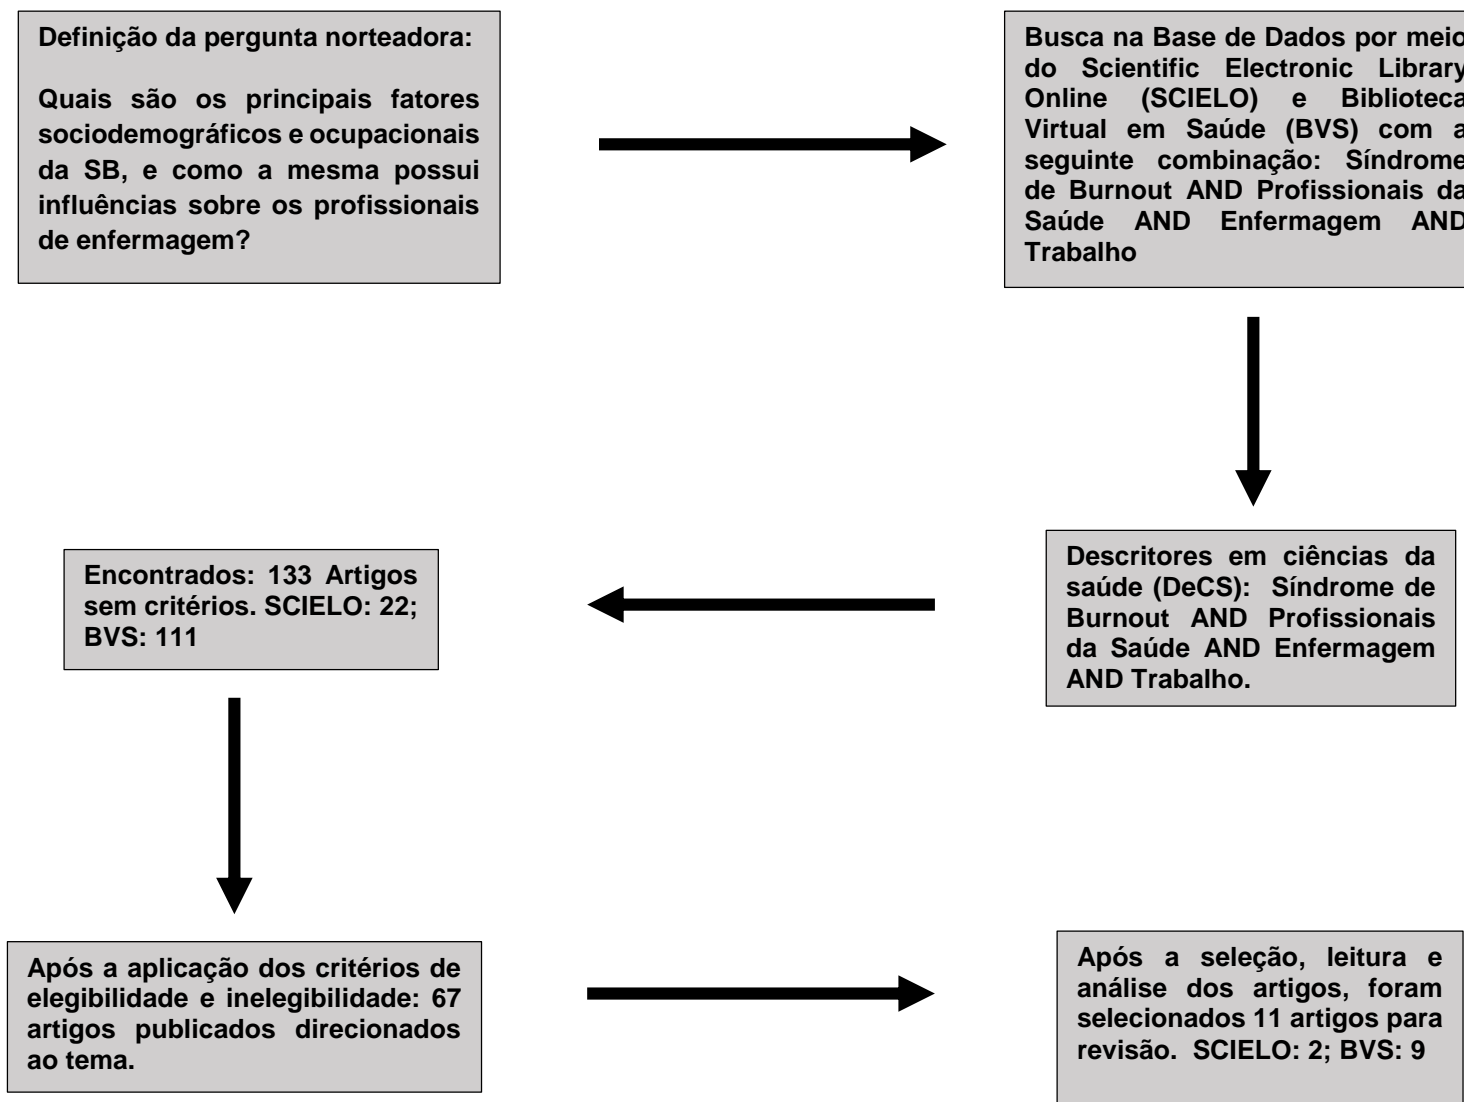 Definição da pergunta norteadora:
Quais são os principais fatores
sociodemográficos e ocupacionais
da SB, e como a mesma possui
influências sobre os profissionais
de enfermagem?
Busca na Base de Dados por meio
do Scientific Electronic Library
Online (SCIELO) e Biblioteca
Virtual em Saúde (BVS) com a
seguinte combinação: Síndrome
de Burnout AND Profissionais da
Saúde AND Enfermagem AND
Trabalho
Descritores em ciências da
saúde (DeCS): Síndrome de
Burnout AND Profissionais
da Saúde AND Enfermagem
AND Trabalho.
Encontrados: 133 Artigos
sem critérios. SCIELO: 22;
BVS: 111
Após a aplicação dos critérios de
elegibilidade e inelegibilidade: 67
artigos publicados direcionados
ao tema.
Após a seleção, leitura e
análise dos artigos, foram
selecionados 11 artigos para
revisão. SCIELO: 2; BVS: 9